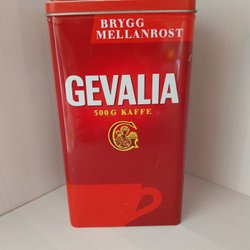 BRYGG
MELLANROST
GEVALIA
500 G KAFFE
G